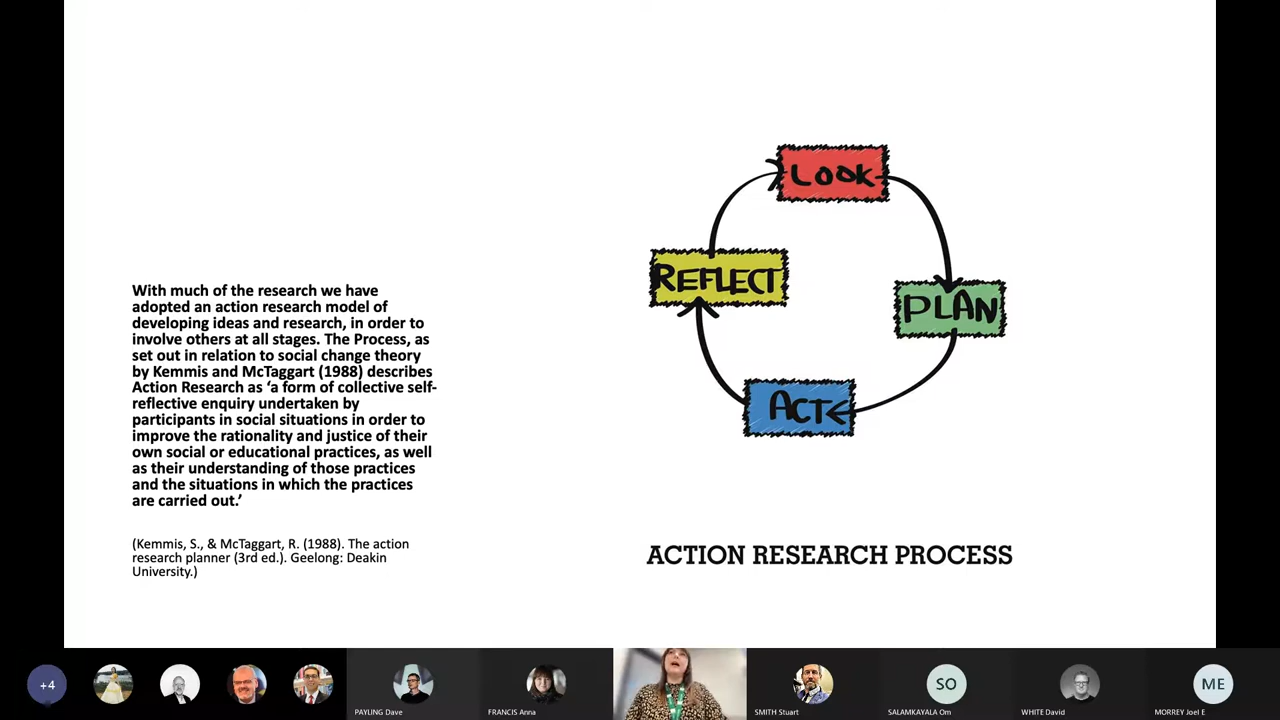 With much of the research we have
adopted an action research model of
developing ideas and research, in order to
involve others at all stages. The Process, as
set out in relation to social change theory
by Kemmis and McTaggart (1988) describes
Action Research as ‘a form of collective self-
reflective enquiry undertaken by
participants in social situations in order to
improve the rationality and justice of their
own social or educational practices, as well
as their understanding of those practices
and the situations in which the practices
are carried out.’
(Kemmis, S., & McTaggart, R. (1988). The action
research planner (3rd ed.). Geelong: Deakin
University.)
LOOK
REFLECT
PLAN
ACT
ACTION RESEARCH PROCESS
+4
PAYLING Dave
FRANCIS Anna
SMITH Stuart
SO
SALAMKAYALA Om
WHITE David
ME
MORREY Joel E